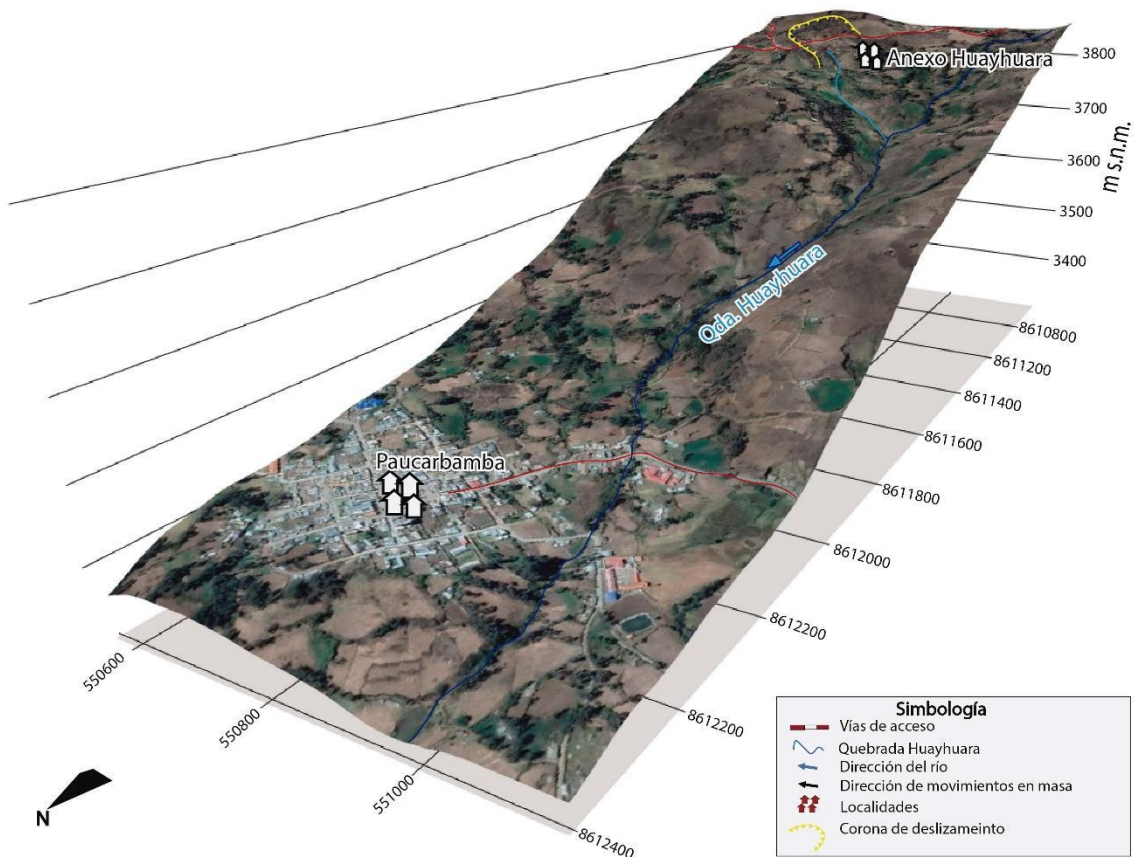 3800
Anexo Huayhuara
3700
3600
m s.n.m.
3500
3400
Qda. Huayhuara
8610800
8611200
8611400
8611600
Paucarbamba
8611800
8612000
8612200
550600
550800
8612200
551000
8612400
N
Simbología
Vías de acceso
Quebrada Huayhuara
Dirección del río
Dirección de movimientos en masa
Localidades
Corona de deslizameinto